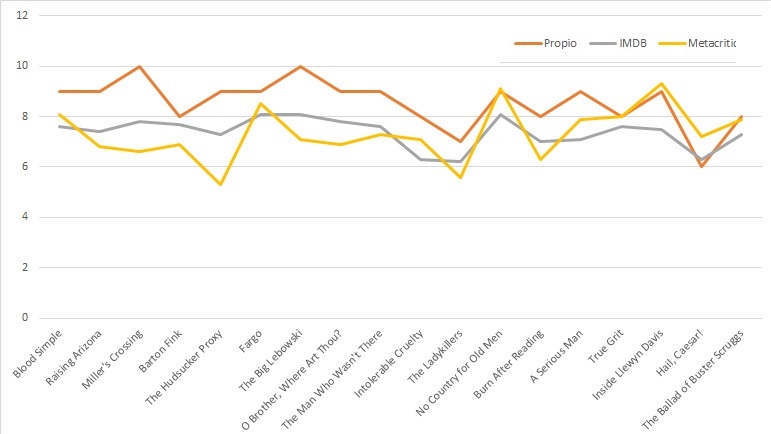 12
Propio IMDB Metacritic
10
8
6
4
2
0
Blood Simple
Raising Arizona
Miller's Crossing
Barton Fink
The Hudsucker Proxy
Fargo
The Big Lebowski
O Brother, Where Art Thou?
The Man Who Wasn't There
Intolerable Cruelty
The Ladykillers
No Country for Old Men
Burn After Reading
A Serious Man
True Grit
Inside Llewyn Davis
Hail, Caesar!
The Ballad of Buster Scruggs